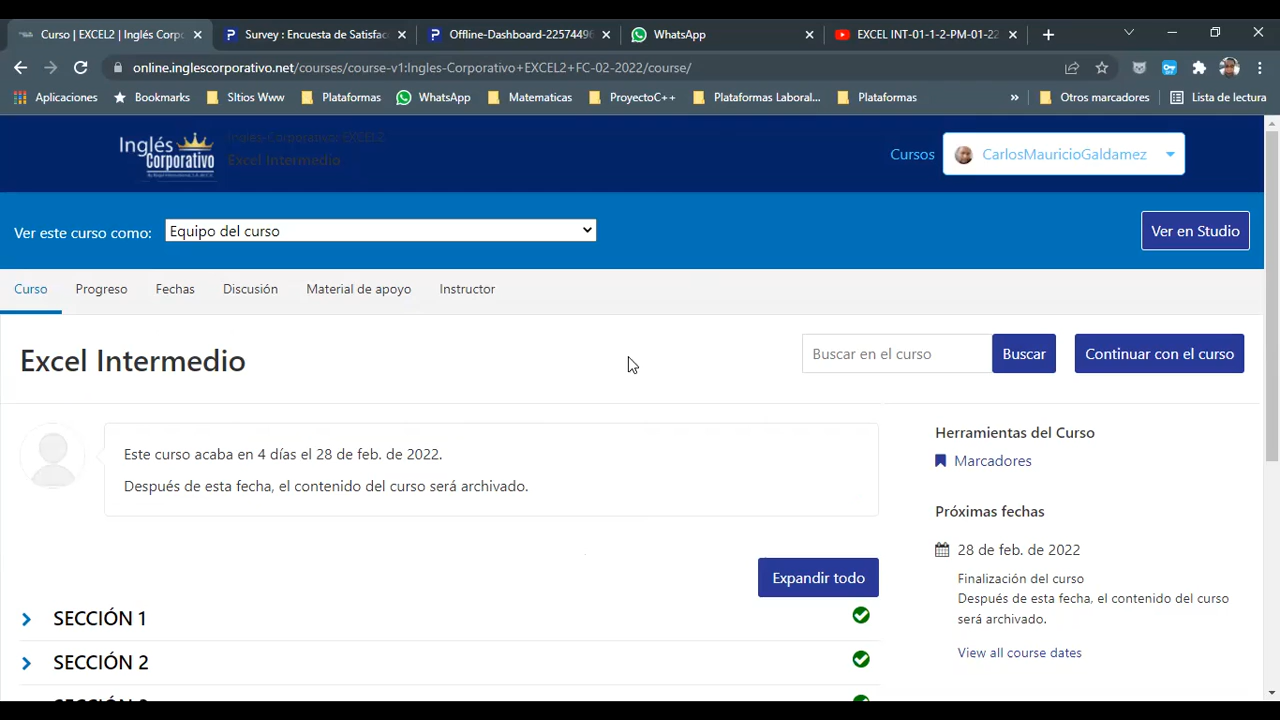 Curso | EXCEL2 | Inglés Corpo
Survey : Encuesta de Satisfac
Offline-Dashboard-22574496
WhatsApp
EXCEL INT-01-1-2-PM-01-22
online.inglescorporativo.net/courses/course-v1:Ingles-Corporativo+EXCEL2+FC-02-2022/course/
Aplicaciones
Bookmarks
SItios Www
Plataformas
WhatsApp
Matematicas
ProyectoC++
Plataformas Laboral...
Plataformas
»
Otros marcadores
Lista de lectura
Inglés
Corporativo
Ingles-Corporativo: EXCEL2
Excel Intermedio
Cursos
CarlosMauricioGaldamez
Ver este curso como:
Equipo del curso
Ver en Studio
Curso
Progreso
Fechas
Discusión
Material de apoyo
Instructor
Excel Intermedio
Buscar en el curso
Buscar
Continuar con el curso
Este curso acaba en 4 días el 28 de feb. de 2022.
Después de esta fecha, el contenido del curso será archivado.
Herramientas del Curso
Marcadores
Próximas fechas
28 de feb. de 2022
Finalización del curso
Después de esta fecha, el contenido del curso
será archivado.
View all course dates
Expandir todo
SECCIÓN 1
SECCIÓN 2